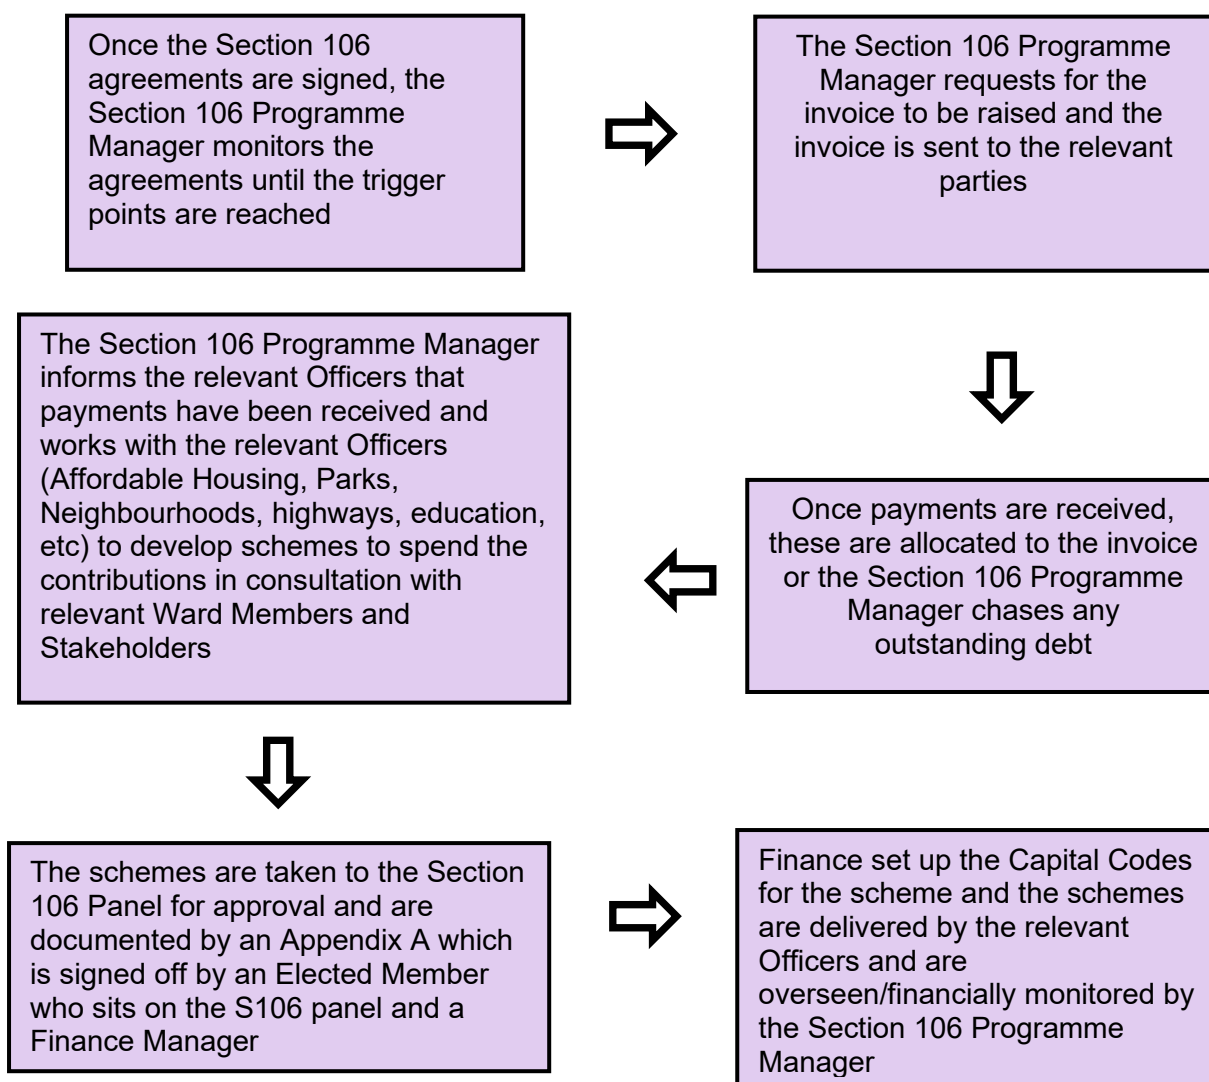 Once the Section 106
agreements are signed, the
Section 106 Programme
Manager monitors the
agreements until the trigger
points are reached
The Section 106 Programme
Manager requests for the
invoice to be raised and the
invoice is sent to the relevant
parties
Once payments are received,
these are allocated to the invoice
or the Section 106 Programme
Manager chases any
outstanding debt
The Section 106 Programme Manager
informs the relevant Officers that
payments have been received and
works with the relevant Officers
(Affordable Housing, Parks,
Neighbourhoods, highways, education,
etc) to develop schemes to spend the
contributions in consultation with
relevant Ward Members and
Stakeholders
The schemes are taken to the Section
106 Panel for approval and are
documented by an Appendix A which
is signed off by an Elected Member
who sits on the S106 panel and a
Finance Manager
Finance set up the Capital Codes
for the scheme and the schemes
are delivered by the relevant
Officers and are
overseen/financially monitored by
the Section 106 Programme
Manager